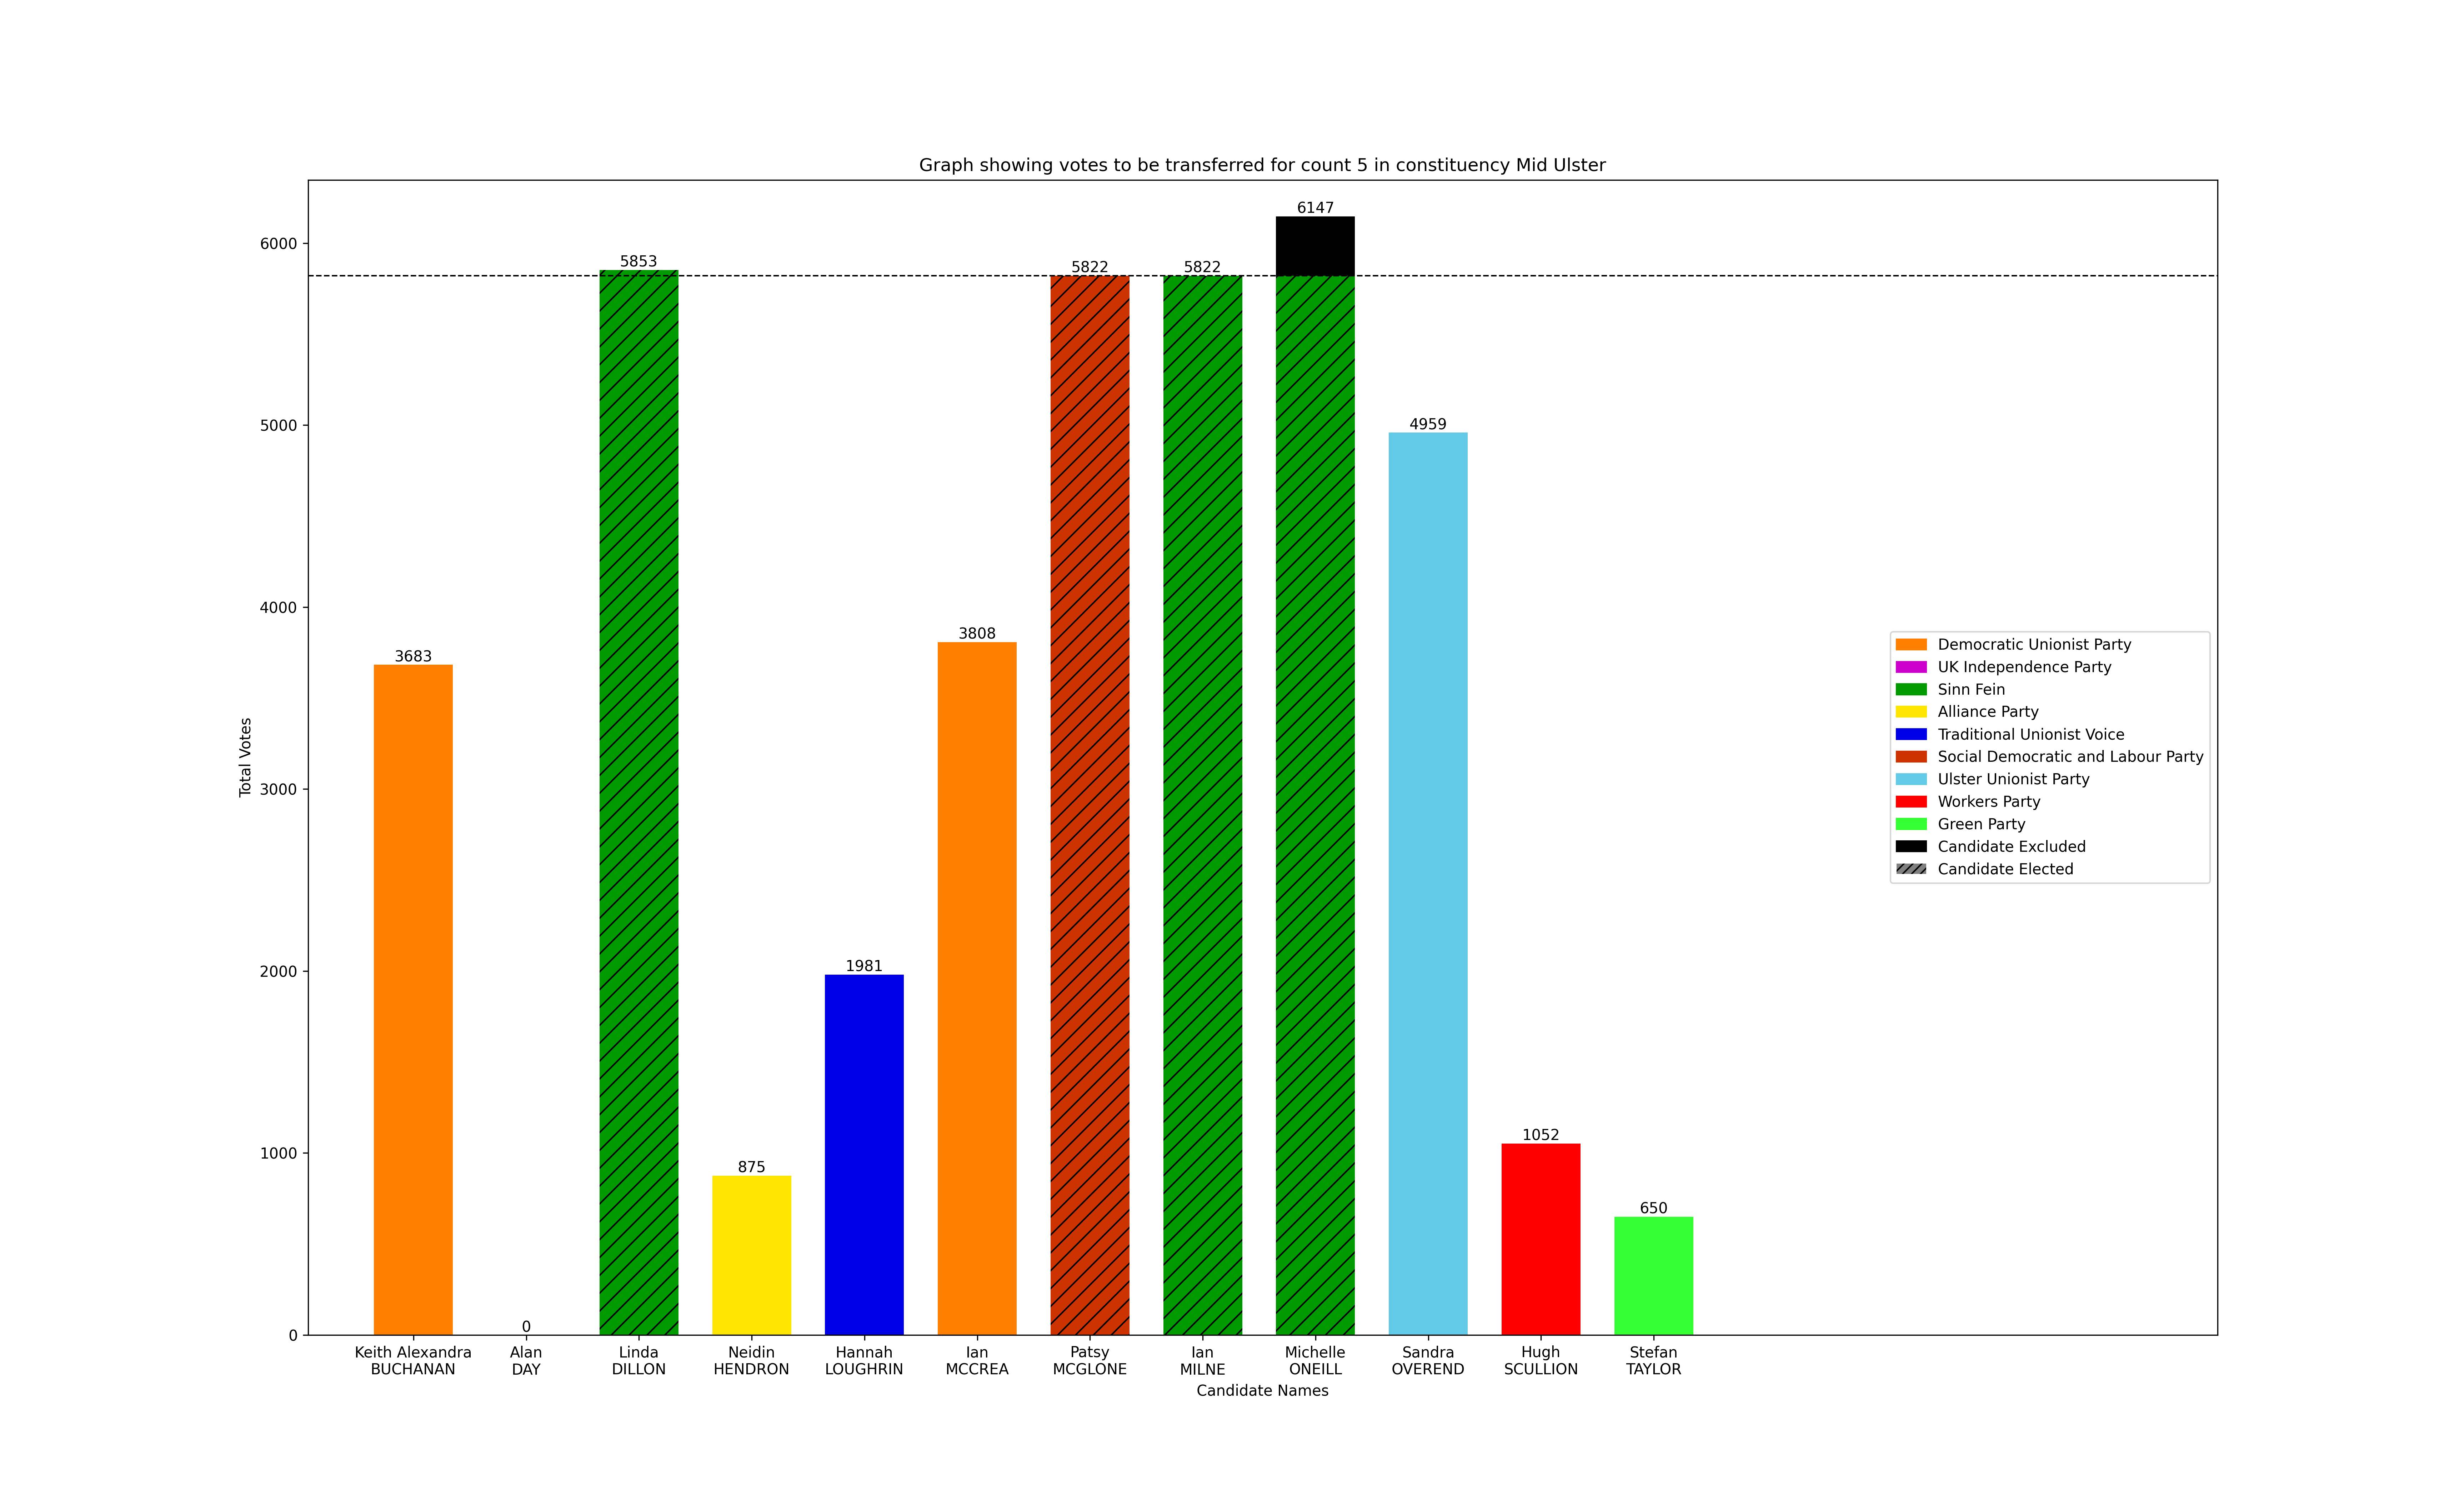 Graph showing votes to be transferred for count 5 in constituency Mid Ulster
6147
6000
5853
5822
5822
5000
4959
4000
3808
3683
3000
2000
1981
1000
1052
875
650
0
0
Total Votes
Democratic Unionist Party
UK Independence Party
Sinn Fein
Alliance Party
Traditional Unionist Voice
Social Democratic and Labour Party
Ulster Unionist Party
Workers Party
Green Party
Candidate Excluded
Candidate Elected
Keith Alexandra
BUCHANAN
Alan
DAY
Linda
DILLON
Neidin
HENDRON
Hannah
LOUGHRIN
Ian
MCCREA
Patsy
MCGLONE
Ian
MILNE
Michelle
ONEILL
Sandra
OVEREND
Hugh
SCULLION
Stefan
TAYLOR
Candidate Names